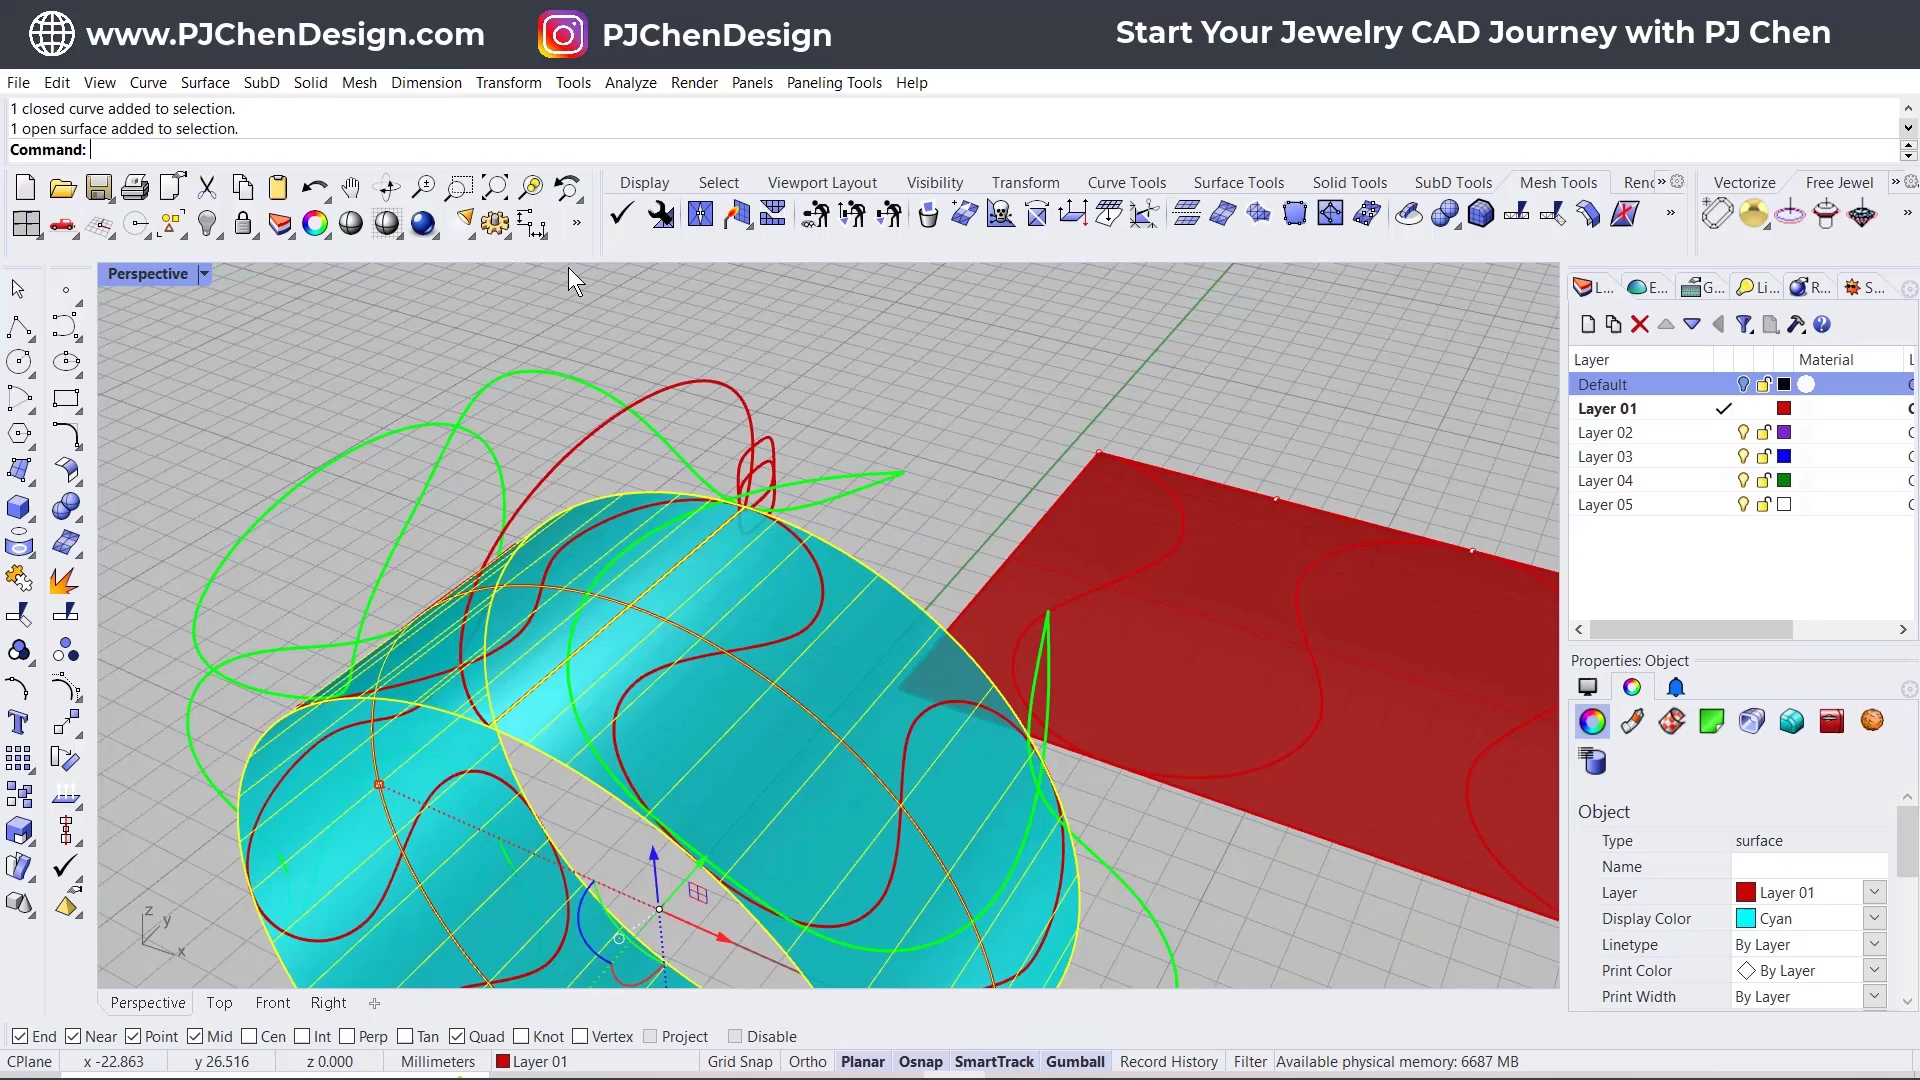 www.PJChenDesign.com PJChenDesign Start Your Jewelry CAD Journey with PJ Chen
File Edit View Curve Surface SubD Solid Mesh Dimension Transform Tools Analyze Render Panels Paneling Tools Help
1 closed curve added to selection.
1 open surface added to selection.
Command:
Display Select Viewport Layout Visibility Transform Curve Tools Surface Tools Solid Tools SubD Tools Mesh Tools Renc » Vectorize Free Jewel »
» » »
Perspective
L... E... G... Li... R... S...
Layer Material L
Default
Layer 01
Layer 02
Layer 03
Layer 04
Layer 05
Properties: Object
Object
Type surface
Name
Layer Layer 01
Display Color Cyan
Linetype By Layer
Print Color By Layer
Print Width By Layer
z
y
x
Perspective Top Front Right
End Near Point Mid Cen Int Perp Tan Quad Knot Vertex Project Disable
CPlane x -22.863 y 26.516 z 0.000 Millimeters Layer 01 Grid Snap Ortho Planar Osnap SmartTrack Gumball Record History Filter Available physical memory: 6687 MB